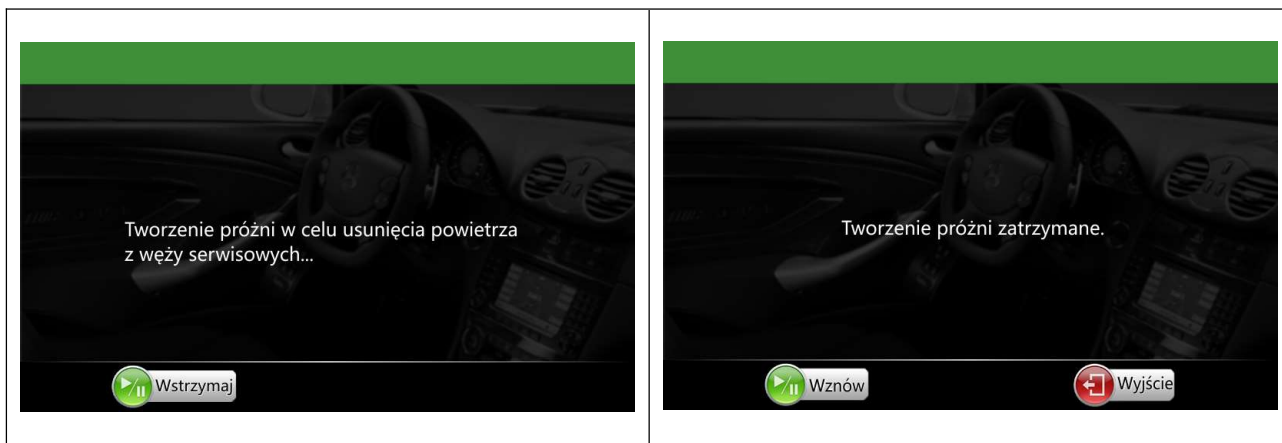 Tworzenie próżni w celu usunięcia powietrza
z węży serwisowych...
Wstrzymaj
Tworzenie próżni zatrzymane.
Wznów
Wyjście